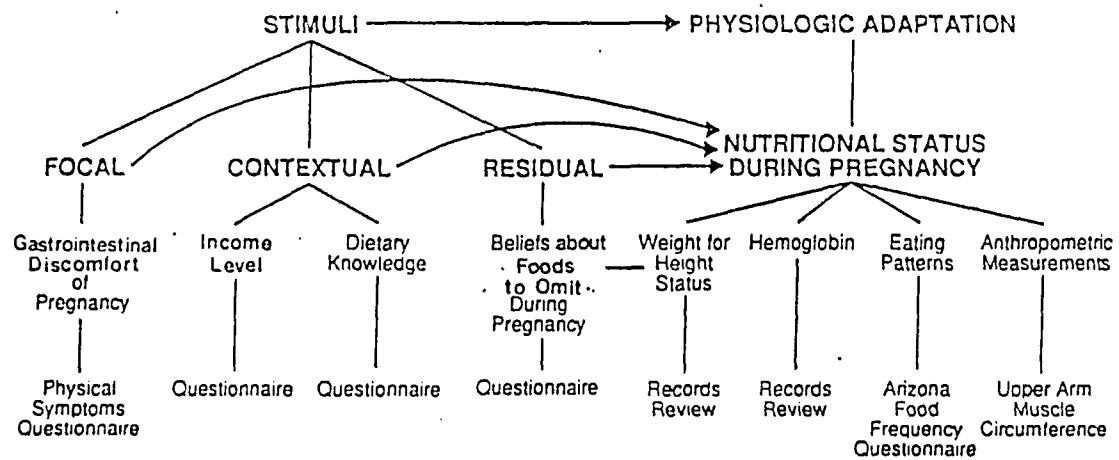 STIMULI
PHYSIOLOGIC ADAPTATION
FOCAL
CONTEXTUAL
RESIDUAL
NUTRITIONAL STATUS
DURING PREGNANCY
Gastrointestinal
Discomfort
of
Pregnancy
Income
Level
Dietary
Knowledge
Beliefs about
Foods
to Omit
During
Pregnancy
Weight for
Height
Status
Hemoglobin
Eating
Patterns
Anthropometric
Measurements
Physical
Symptoms
Questionnaire
Questionnaire
Questionnaire
Questionnaire
Records
Review
Records
Review
Arizona
Food
Frequency
Questionnaire
Upper Arm
Muscle
Circumference